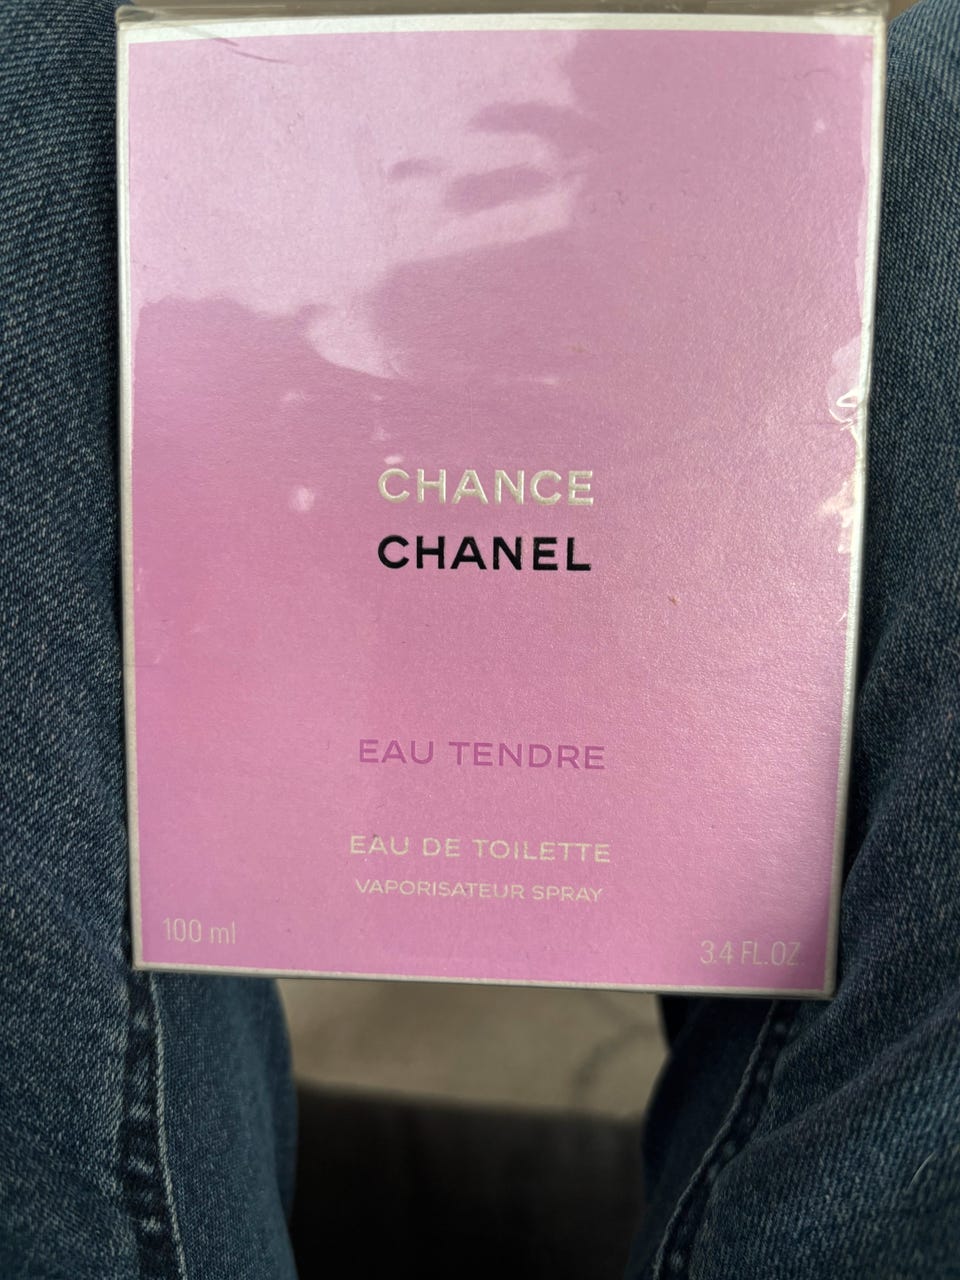 CHANCE
CHANEL
EAU TENDRE
EAU DE TOILETTE
VAPORISATEUR SPRAY
100 ml
3.4 FL.OZ.